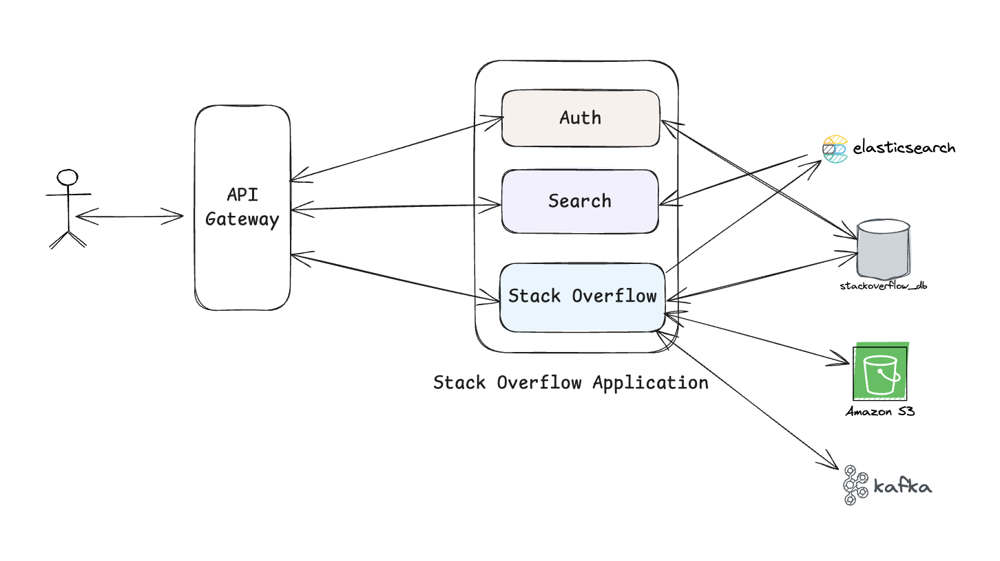 API
Gateway
Auth
Search
Stack Overflow
Stack Overflow Application
elasticsearch
stackoverflow_db
Amazon S3
kafka